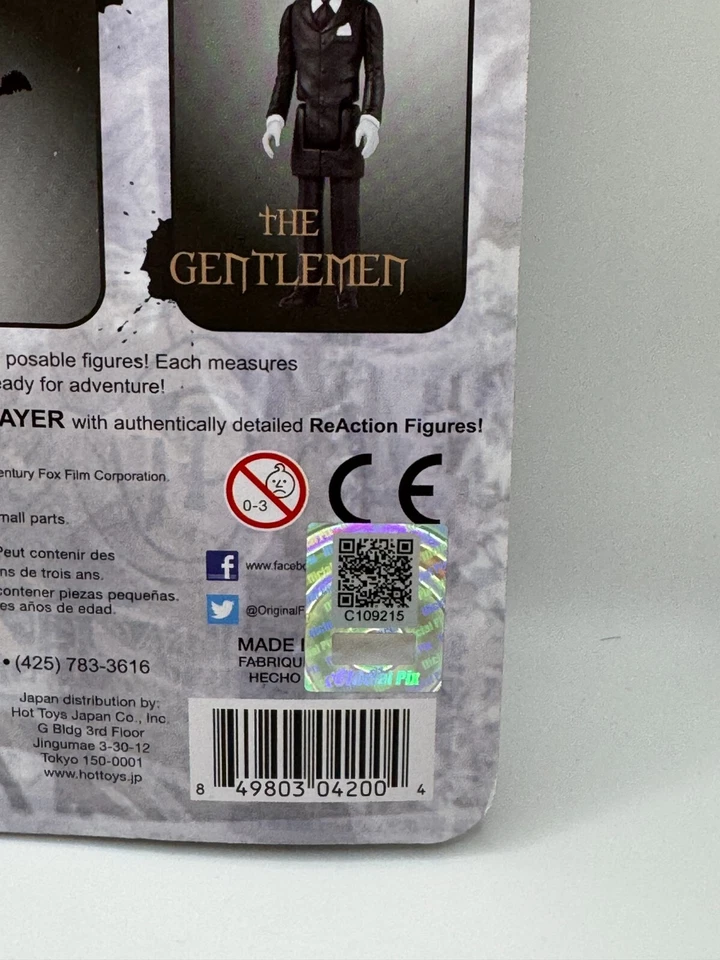 THE
GENTLEMEN
posable figures! Each measures
eady for adventure!
AYER with authentically detailed ReAction Figures!
entury Fox Film Corporation.
0-3
CE
mall parts.
Peut contenir des
ns de trois ans.
contener piezas pequeñas.
es años de edad.
www.facebo
@OriginalF
C109215
MADE I
FABRIQU
HECHO
Official Pix
• (425) 783-3616
Japan distribution by:
Hot Toys Japan Co., Inc.
G Bldg 3rd Floor
Jingumae 3-30-12
Tokyo 150-0001
www.hottoys.jp
8 49803 04200 4